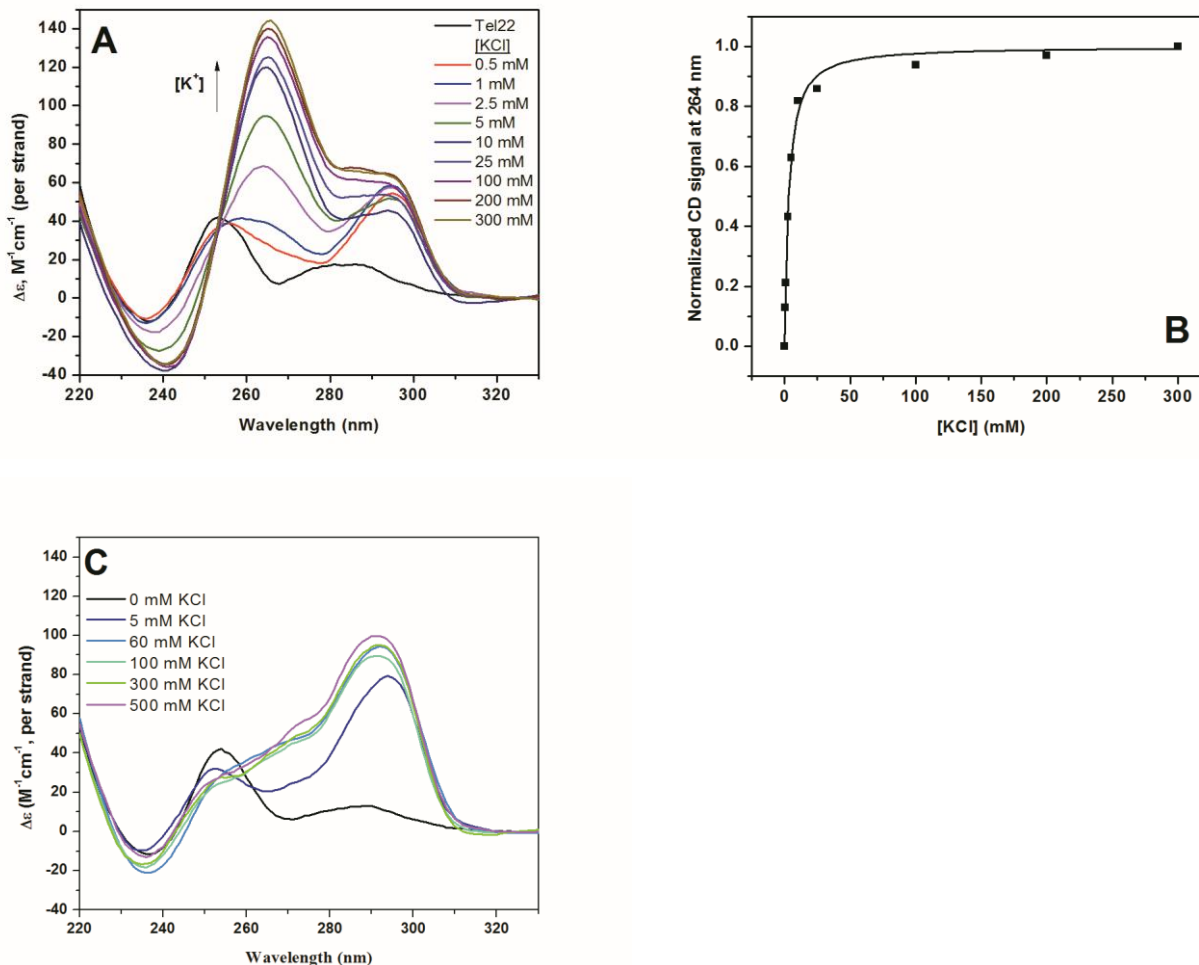 A
Δε, M⁻¹ cm⁻¹ (per strand)
140
120
100
80
60
40
20
0
-20
-40
[K⁺]
Tel22
[KCl]
0.5 mM
1 mM
2.5 mM
5 mM
10 mM
25 mM
100 mM
200 mM
300 mM
220 240 260 280 300 320
Wavelength (nm)
B
Normalized CD signal at 264 nm
1.0
0.8
0.6
0.4
0.2
0.0
0 50 100 150 200 250 300
[KCl] (mM)
C
Δε (M⁻¹cm⁻¹, per strand)
140
120
100
80
60
40
20
0
-20
-40
0 mM KCl
5 mM KCl
60 mM KCl
100 mM KCl
300 mM KCl
500 mM KCl
220 240 260 280 300 320
Wavelength (nm)